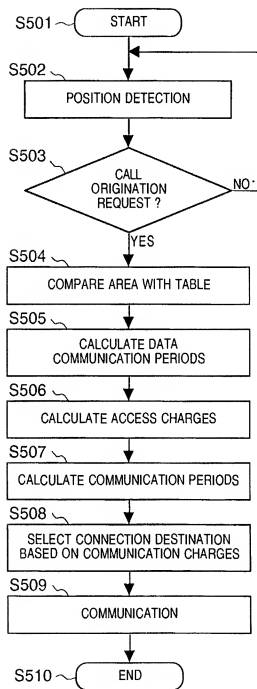 S501 START
S502
POSITION DETECTION
S503
CALL
ORIGINATION
REQUEST ?
NO
YES
S504
COMPARE AREA WITH TABLE
S505
CALCULATE DATA
COMMUNICATION PERIODS
S506
CALCULATE ACCESS CHARGES
S507
CALCULATE COMMUNICATION PERIODS
S508
SELECT CONNECTION DESTINATION
BASED ON COMMUNICATION CHARGES
S509
COMMUNICATION
S510 END